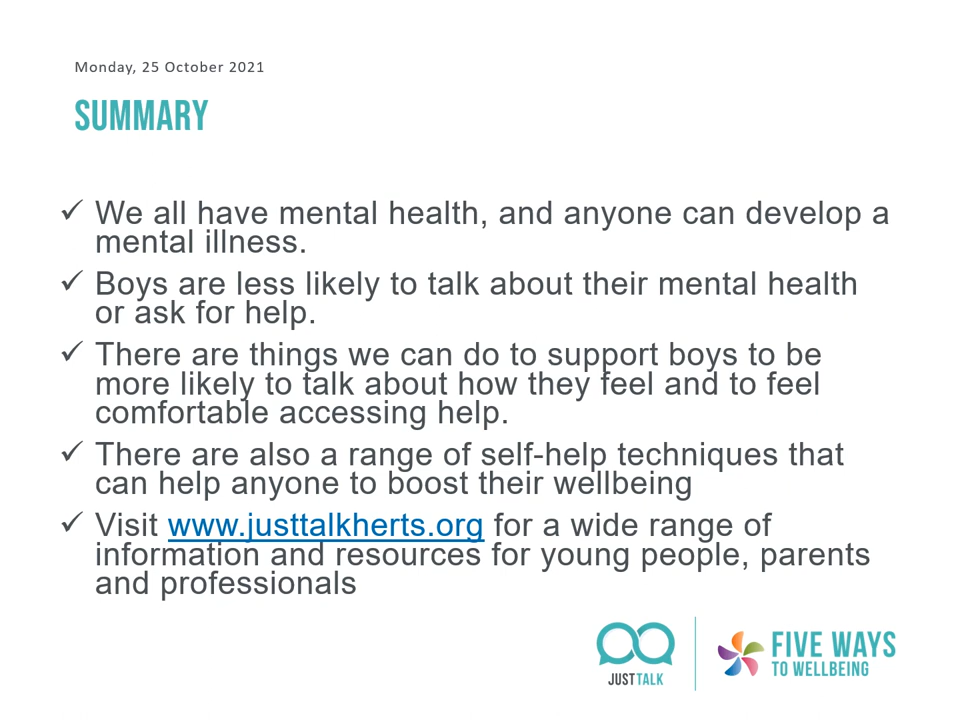 Monday, 25 October 2021
SUMMARY
✓ We all have mental health, and anyone can develop a
mental illness.
✓ Boys are less likely to talk about their mental health
or ask for help.
✓ There are things we can do to support boys to be
more likely to talk about how they feel and to feel
comfortable accessing help.
✓ There are also a range of self-help techniques that
can help anyone to boost their wellbeing
✓ Visit www.justtalkherts.org for a wide range of
information and resources for young people, parents
and professionals
JUSTTALK
FIVE WAYS
TO WELLBEING